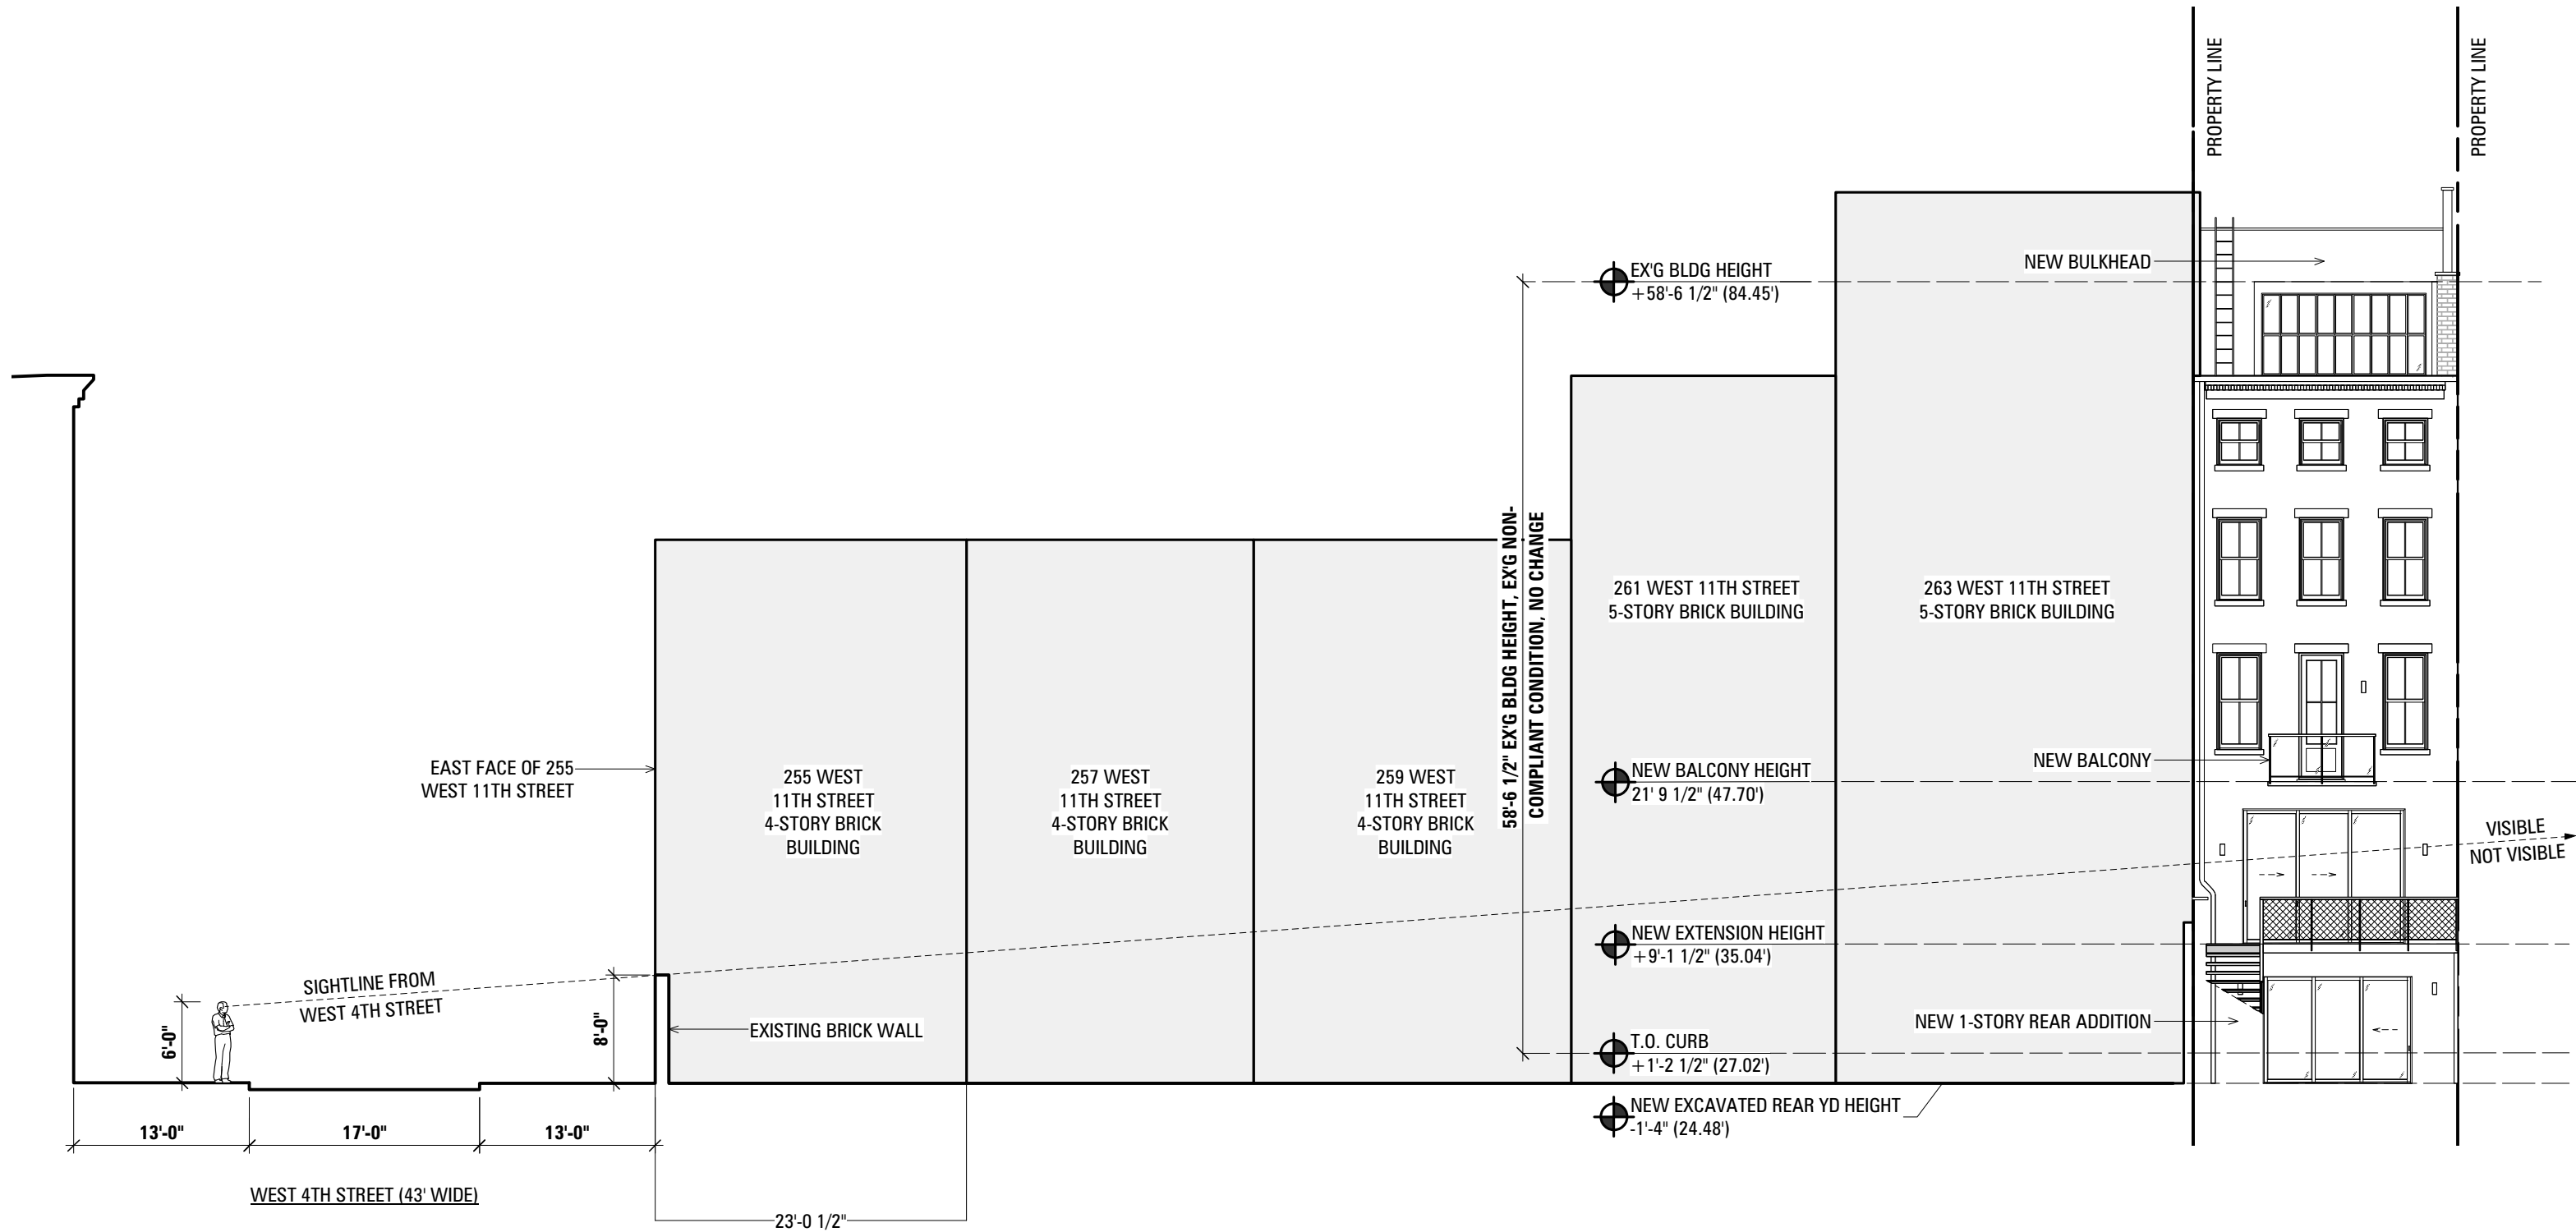 PROPERTY LINE
PROPERTY LINE
EX'G BLDG HEIGHT
+58'-6 1/2" (84.45')
NEW BULKHEAD
58'-6 1/2" EX'G BLDG HEIGHT, EX'G NON-
COMPLIANT CONDITION, NO CHANGE
261 WEST 11TH STREET
5-STORY BRICK BUILDING
263 WEST 11TH STREET
5-STORY BRICK BUILDING
EAST FACE OF 255
WEST 11TH STREET
255 WEST
11TH STREET
4-STORY BRICK
BUILDING
257 WEST
11TH STREET
4-STORY BRICK
BUILDING
259 WEST
11TH STREET
4-STORY BRICK
BUILDING
NEW BALCONY HEIGHT
21' 9 1/2" (47.70')
NEW BALCONY
VISIBLE
NOT VISIBLE
NEW EXTENSION HEIGHT
+9'-1 1/2" (35.04')
SIGHTLINE FROM
WEST 4TH STREET
6'-0"
8'-0"
EXISTING BRICK WALL
NEW 1-STORY REAR ADDITION
T.O. CURB
+1'-2 1/2" (27.02')
NEW EXCAVATED REAR YD HEIGHT
-1'-4" (24.48')
13'-0"
17'-0"
13'-0"
WEST 4TH STREET (43' WIDE)
23'-0 1/2"